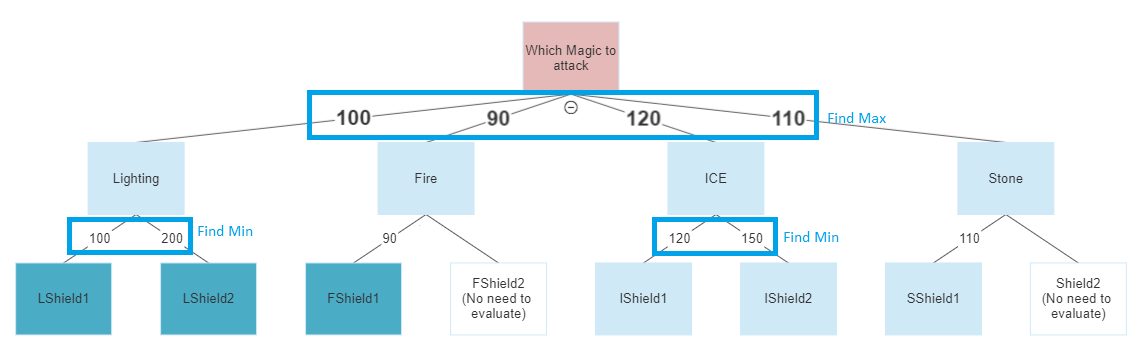 Which Magic to
attack
100
90
120
110
Find Max
Lighting
Fire
ICE
Stone
100
200
Find Min
90
120
150
Find Min
110
LShield1
LShield2
FShield1
FShield2
(No need to
evaluate)
IShield1
IShield2
SShield1
Shield2
(No need to
evaluate)